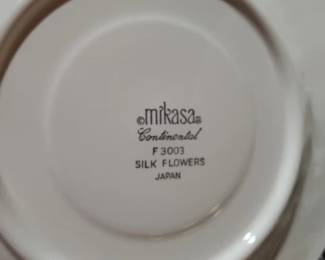 ©mikasa®
Continental
F 3003
SILK FLOWERS
JAPAN